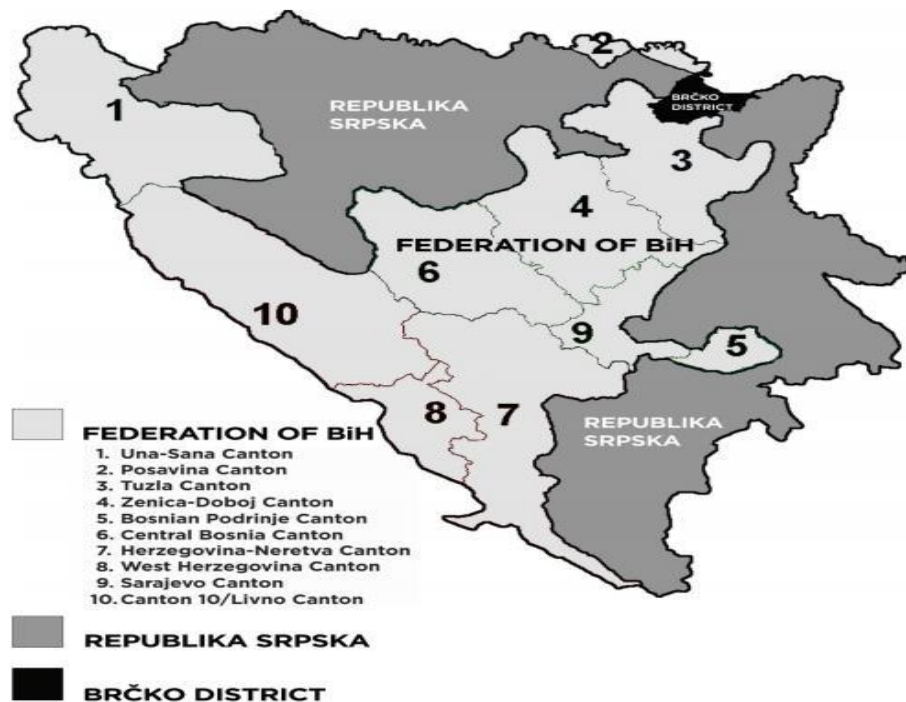 2
1
REPUBLIKA
SRPSKA
BRČKO
DISTRICT
3
4
FEDERATION OF BiH
6
10
9
5
8
7
REPUBLIKA
SRPSKA
FEDERATION OF BiH
1. Una-Sana Canton
2. Posavina Canton
3. Tuzla Canton
4. Zenica-Doboj Canton
5. Bosnian Podrinje Canton
6. Central Bosnia Canton
7. Herzegovina-Neretva Canton
8. West Herzegovina Canton
9. Sarajevo Canton
10. Canton 10/Livno Canton
REPUBLIKA SRPSKA
BRČKO DISTRICT